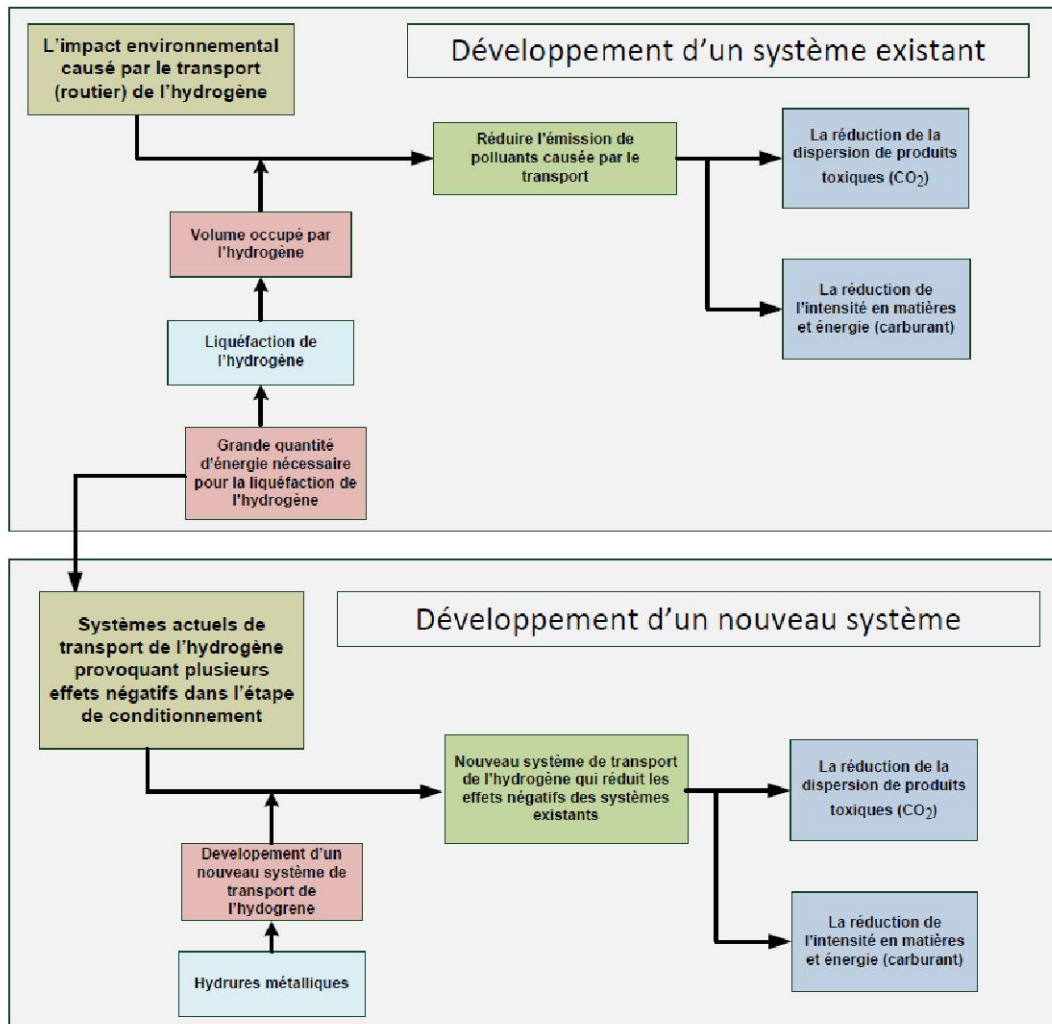 L'impact environnemental
causé par le transport
(routier) de l'hydrogène
Développement d'un système existant
Réduire l'émission de
polluants causée par le
transport
La réduction de la
dispersion de produits
toxiques (CO₂)
Volume occupé par
l'hydrogène
La réduction de
l'intensité en matières
et énergie (carburant)
Liquéfaction de
l'hydrogène
Grande quantité
d'énergie nécessaire
pour la liquéfaction de
l'hydrogène
Développement d'un nouveau système
Systèmes actuels de
transport de l'hydrogène
provoquant plusieurs
effets négatifs dans l'étape
de conditionnement
Nouveau système de transport
de l'hydrogène qui réduit les
effets négatifs des systèmes
existants
La réduction de la
dispersion de produits
toxiques (CO₂)
Developement d'un
nouveau système de
transport de
l'hydogrene
La réduction de
l'intensité en matières
et énergie (carburant)
Hydrures métalliques